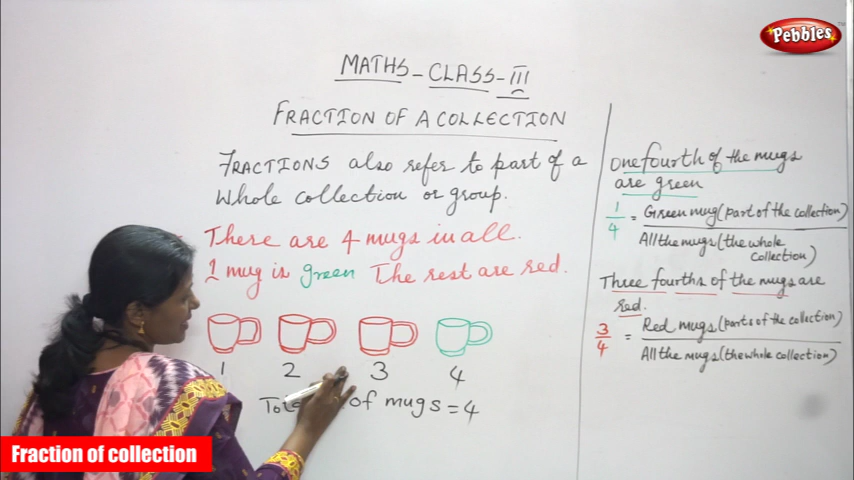 Pebbles
MATHS - CLASS - III
FRACTION OF A COLLECTION
FRACTIONS also refer to part of a
Whole collection or group.
There are 4 mugs in all.
1 mug is green The rest are red.
1 2 3 4
of mugs = 4
One fourth of the mugs
are green
1/4 = Green mug (part of the collection)
All the mugs (the whole
collection)
Three fourths of the mugs are
red.
3/4 = Red mugs (parts of the collection)
All the mugs (the whole collection)
Fraction of collection